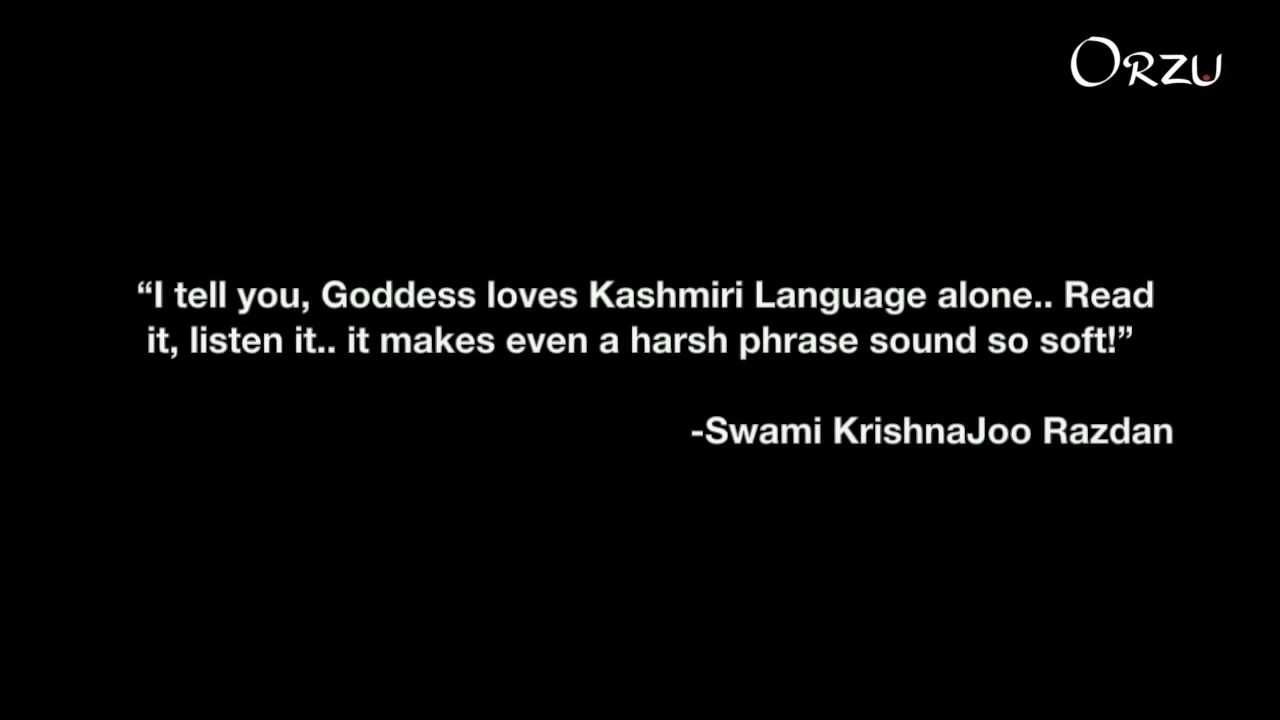 ORZU
“I tell you, Goddess loves Kashmiri Language alone.. Read
it, listen it.. it makes even a harsh phrase sound so soft!”
-Swami KrishnaJoo Razdan